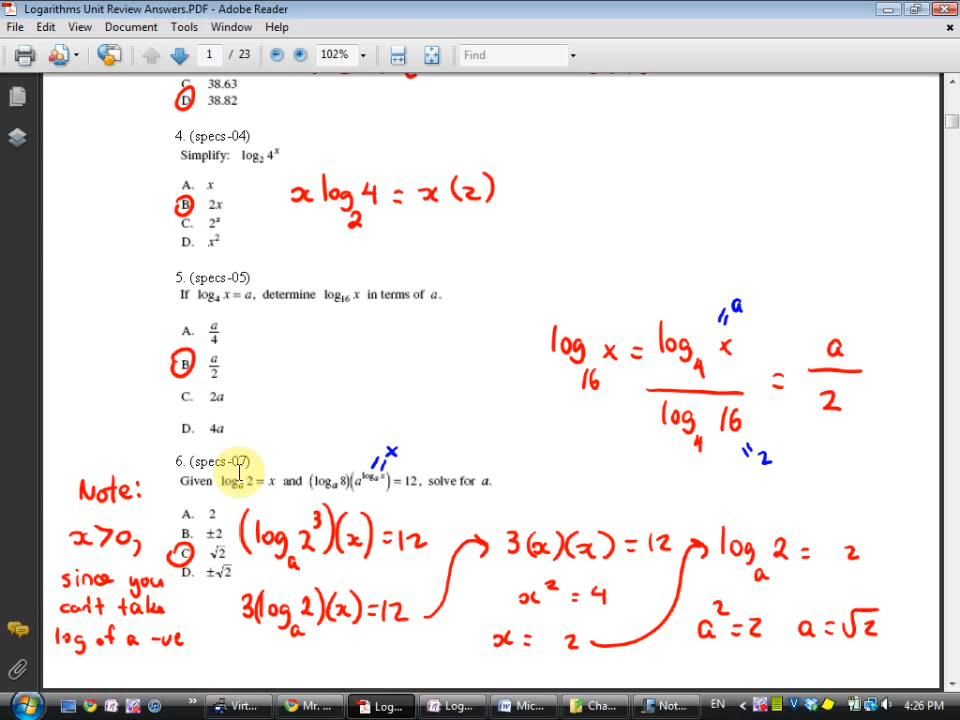 Logarithms Unit Review Answers.PDF - Adobe Reader
File Edit View Document Tools Window Help
1 / 23 102% Find
C. 38.63
D. 38.82
4. (specs-04)
Simplify: log₂ 4ˣ
A. x
B. 2x
C. 2ˣ
D. x²
x log₂ 4 = x(2)
5. (specs-05)
If log₄ x = a, determine log₁₆ x in terms of a.
A. a/4
B. a/2
C. 2a
D. 4a
log₁₆ x = log₄ x / log₄ 16 = a / 2
= a
= 2
6. (specs-07)
= x
Given logₐ 2 = x and (logₐ 8)(a^(logₐ x)) = 12, solve for a.
A. 2
B. ±2
C. √2
D. ±√2
Note:
x>0,
since you
can't take
log of a -ve
(logₐ 2³)(x) = 12
3(logₐ 2)(x) = 12
3(x)(x) = 12
x² = 4
x = 2
logₐ 2 = 2
a² = 2 a = √2
Virt... Mr. ... Log... Log... Mic... Cha... Not... EN 4:26 PM